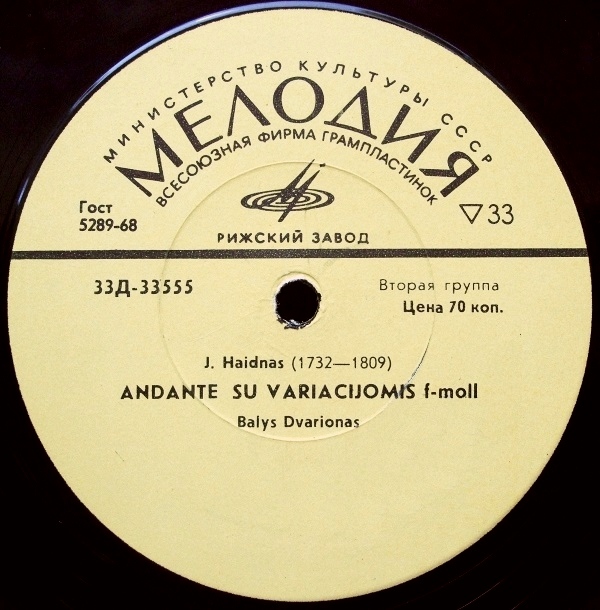 МИНИСТЕРСТВО КУЛЬТУРЫ СССР
МЕЛОДИЯ
ВСЕСОЮЗНАЯ ФИРМА ГРАМПЛАСТИНОК
Гост
5289-68
33
РИЖСКИЙ ЗАВОД
33Д-33555
Вторая группа
Цена 70 коп.
J. Haidnas (1732—1809)
ANDANTE SU VARIACIJOMIS f-moll
Balys Dvarionas